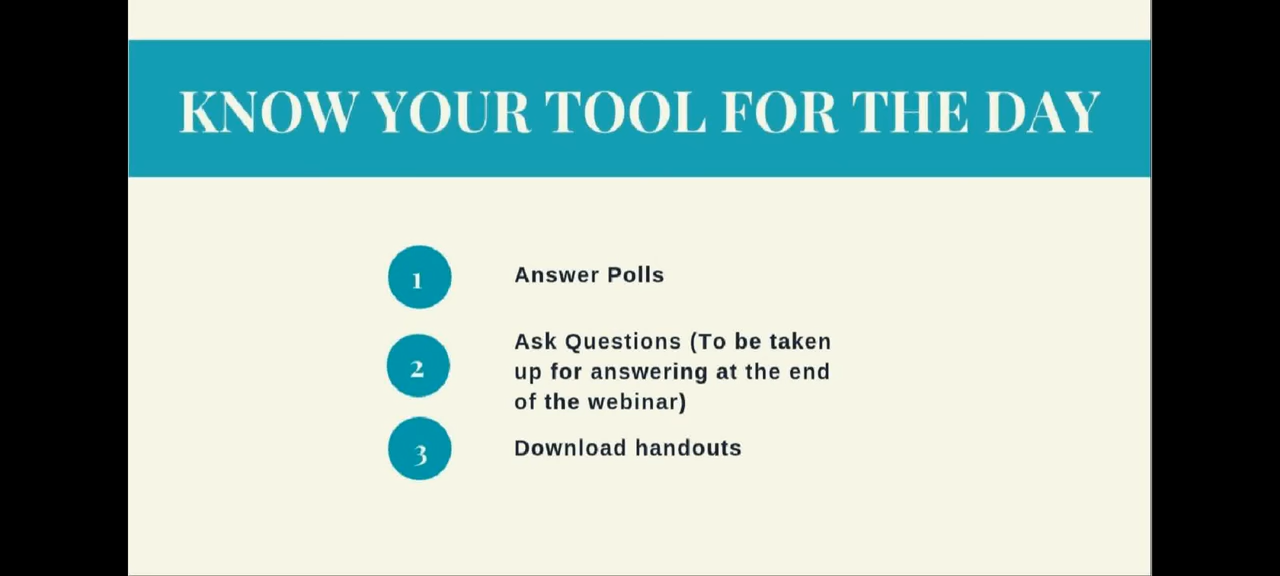 KNOW YOUR TOOL FOR THE DAY
1 Answer Polls
2 Ask Questions (To be taken
up for answering at the end
of the webinar)
3 Download handouts